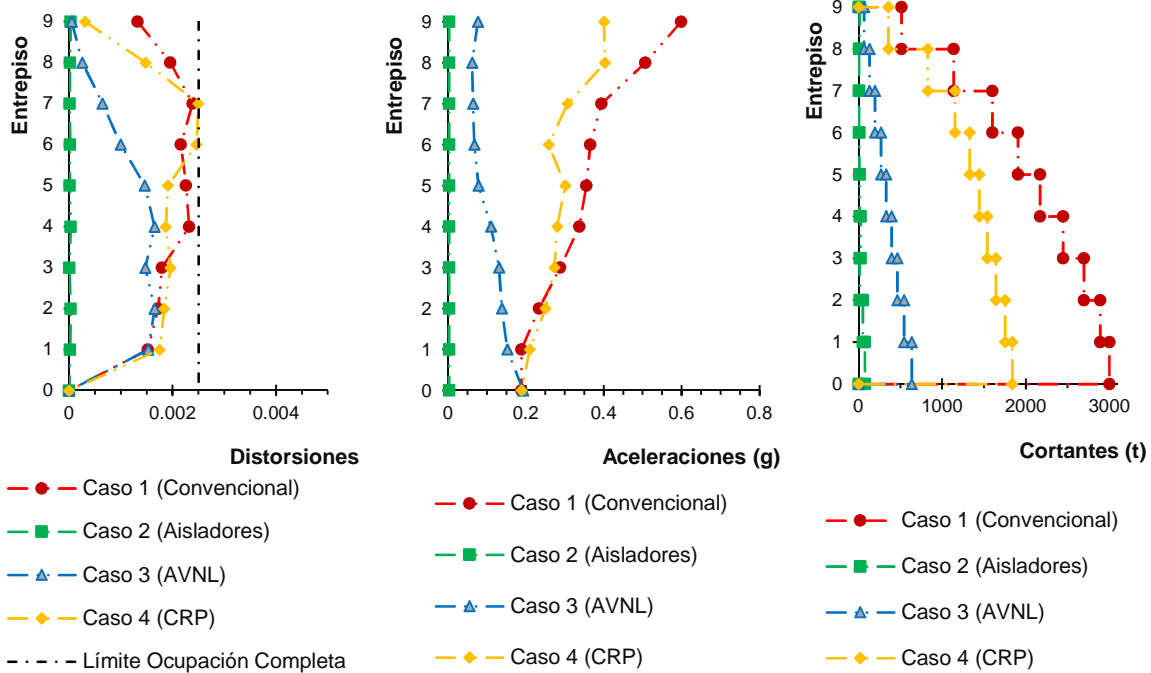 Entrepiso
9
8
7
6
5
4
3
2
1
0
0
0.002
0.004
Distorsiones
Caso 1 (Convencional)
Caso 2 (Aisladores)
Caso 3 (AVNL)
Caso 4 (CRP)
Límite Ocupación Completa
Entrepiso
9
8
7
6
5
4
3
2
1
0
0
0.2
0.4
0.6
0.8
Aceleraciones (g)
Caso 1 (Convencional)
Caso 2 (Aisladores)
Caso 3 (AVNL)
Caso 4 (CRP)
Entrepiso
9
8
7
6
5
4
3
2
1
0
0
1000
2000
3000
Cortantes (t)
Caso 1 (Convencional)
Caso 2 (Aisladores)
Caso 3 (AVNL)
Caso 4 (CRP)